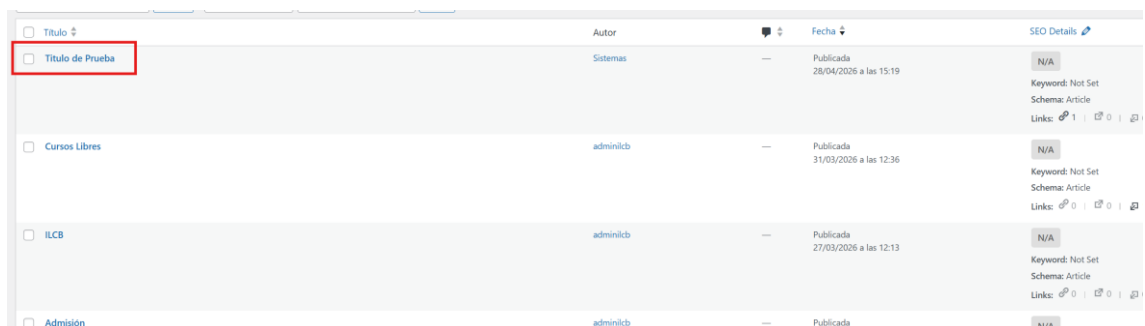 Título Autor Fecha SEO Details
Titulo de Prueba Sistemas — Publicada N/A
28/04/2026 a las 15:19
Keyword: Not Set
Schema: Article
Links: 1 | 0 |
Cursos Libres adminilcb — Publicada N/A
31/03/2026 a las 12:36
Keyword: Not Set
Schema: Article
Links: 0 | 0 |
ILCB adminilcb — Publicada N/A
27/03/2026 a las 12:13
Keyword: Not Set
Schema: Article
Links: 0 | 0 |
Admisión adminilcb Publicada N/A